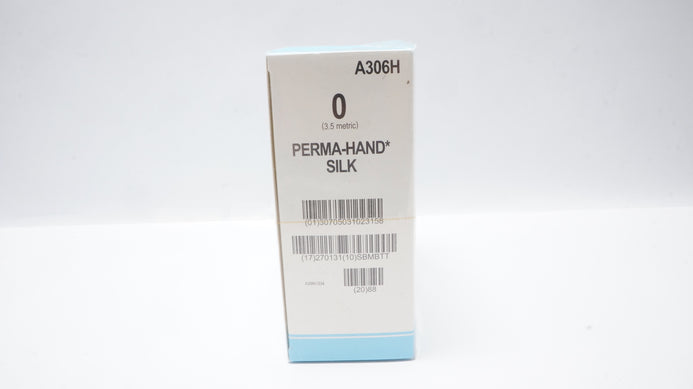 A306H
0
(3.5 metric)
PERMA-HAND*
SILK
(01)30705031023158
(17)270131(10)SBMBTT
(20)88